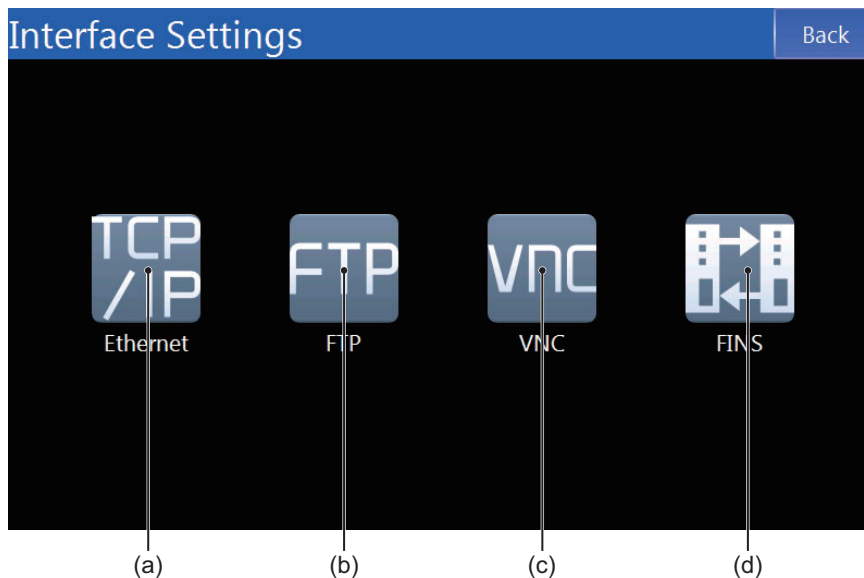 Interface Settings
Back
TCP
/IP
FTP
VNC
Ethernet
FTP
VNC
FINS
(a)
(b)
(c)
(d)